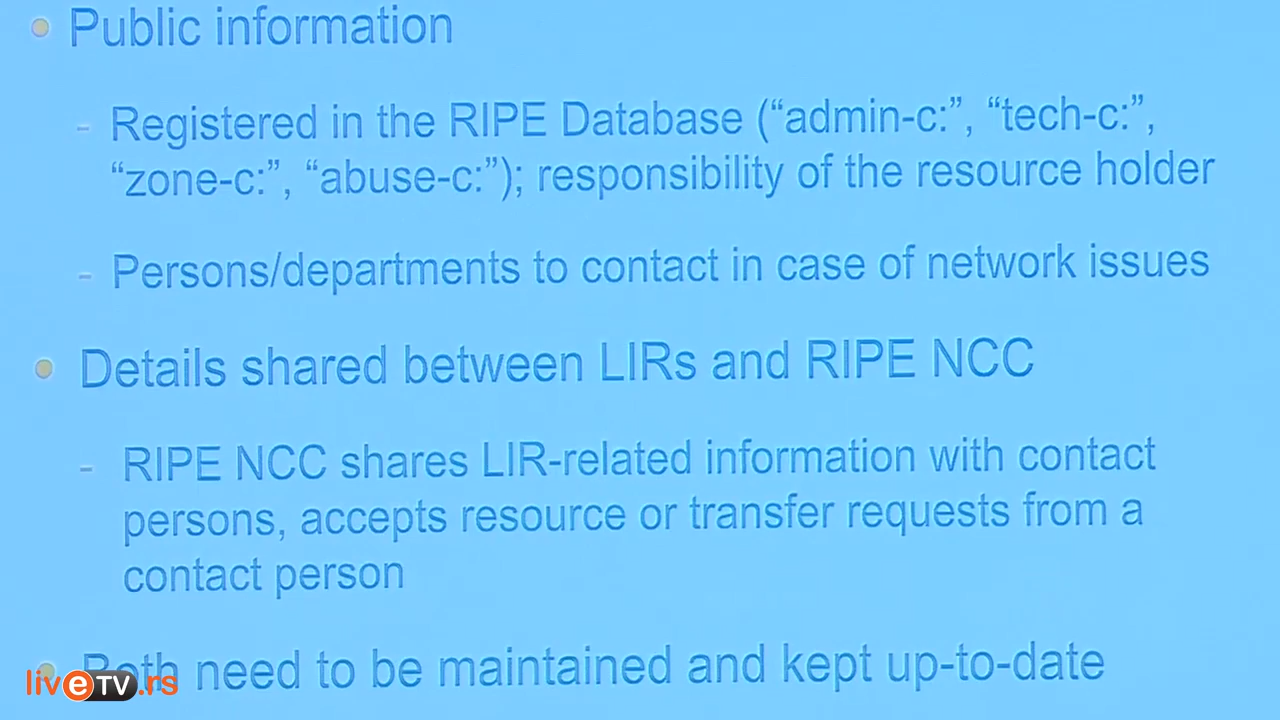 Public information
- Registered in the RIPE Database (“admin-c:”, “tech-c:”,
“zone-c:”, “abuse-c:”); responsibility of the resource holder
- Persons/departments to contact in case of network issues
Details shared between LIRs and RIPE NCC
- RIPE NCC shares LIR-related information with contact
persons, accepts resource or transfer requests from a
contact person
Both need to be maintained and kept up-to-date
livetv.rs